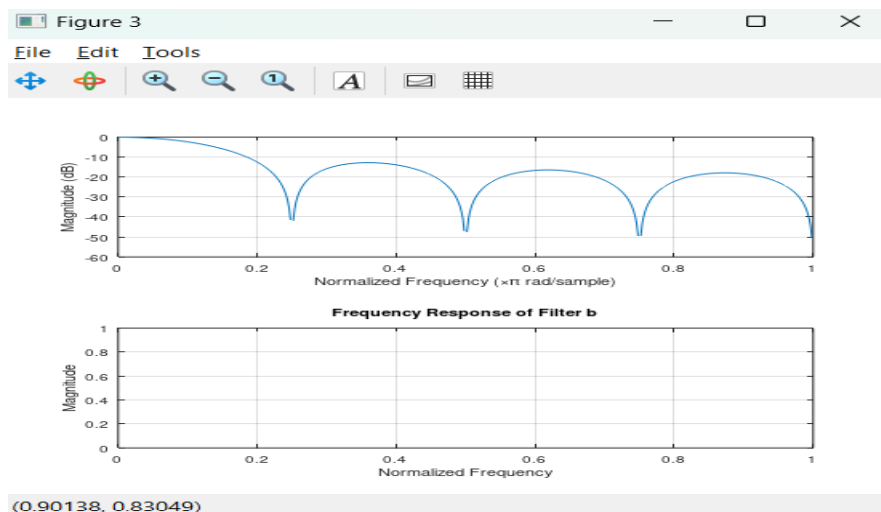 Figure 3
File Edit Tools
A
0
-10
-20
-30
-40
-50
-60
Magnitude (dB)
0 0.2 0.4 0.6 0.8 1
Normalized Frequency (×π rad/sample)
Frequency Response of Filter b
1
0.8
0.6
0.4
0.2
0
Magnitude
0 0.2 0.4 0.6 0.8 1
Normalized Frequency
(0.90138, 0.83049)